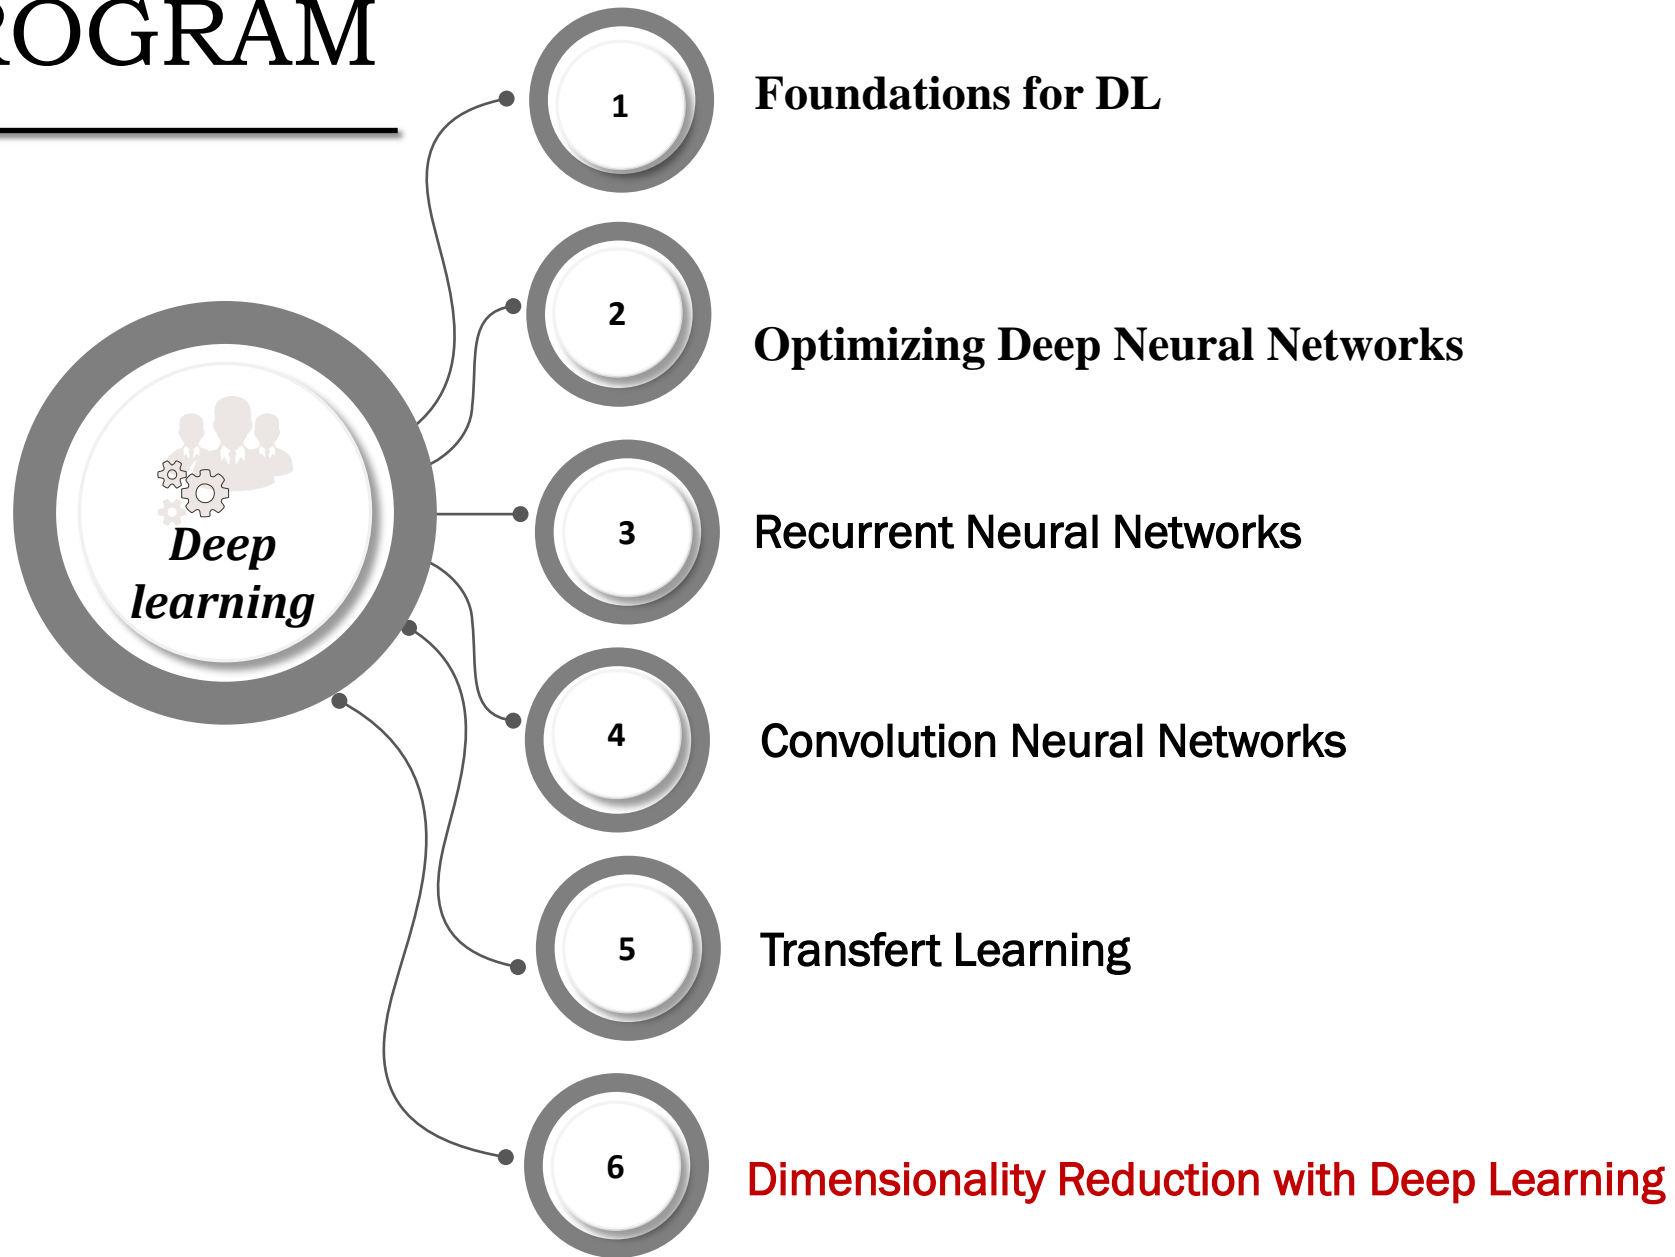 ROGRAM
1
Foundations for DL
2
Optimizing Deep Neural Networks
3
Recurrent Neural Networks
4
Convolution Neural Networks
5
Transfert Learning
6
Dimensionality Reduction with Deep Learning
Deep
learning